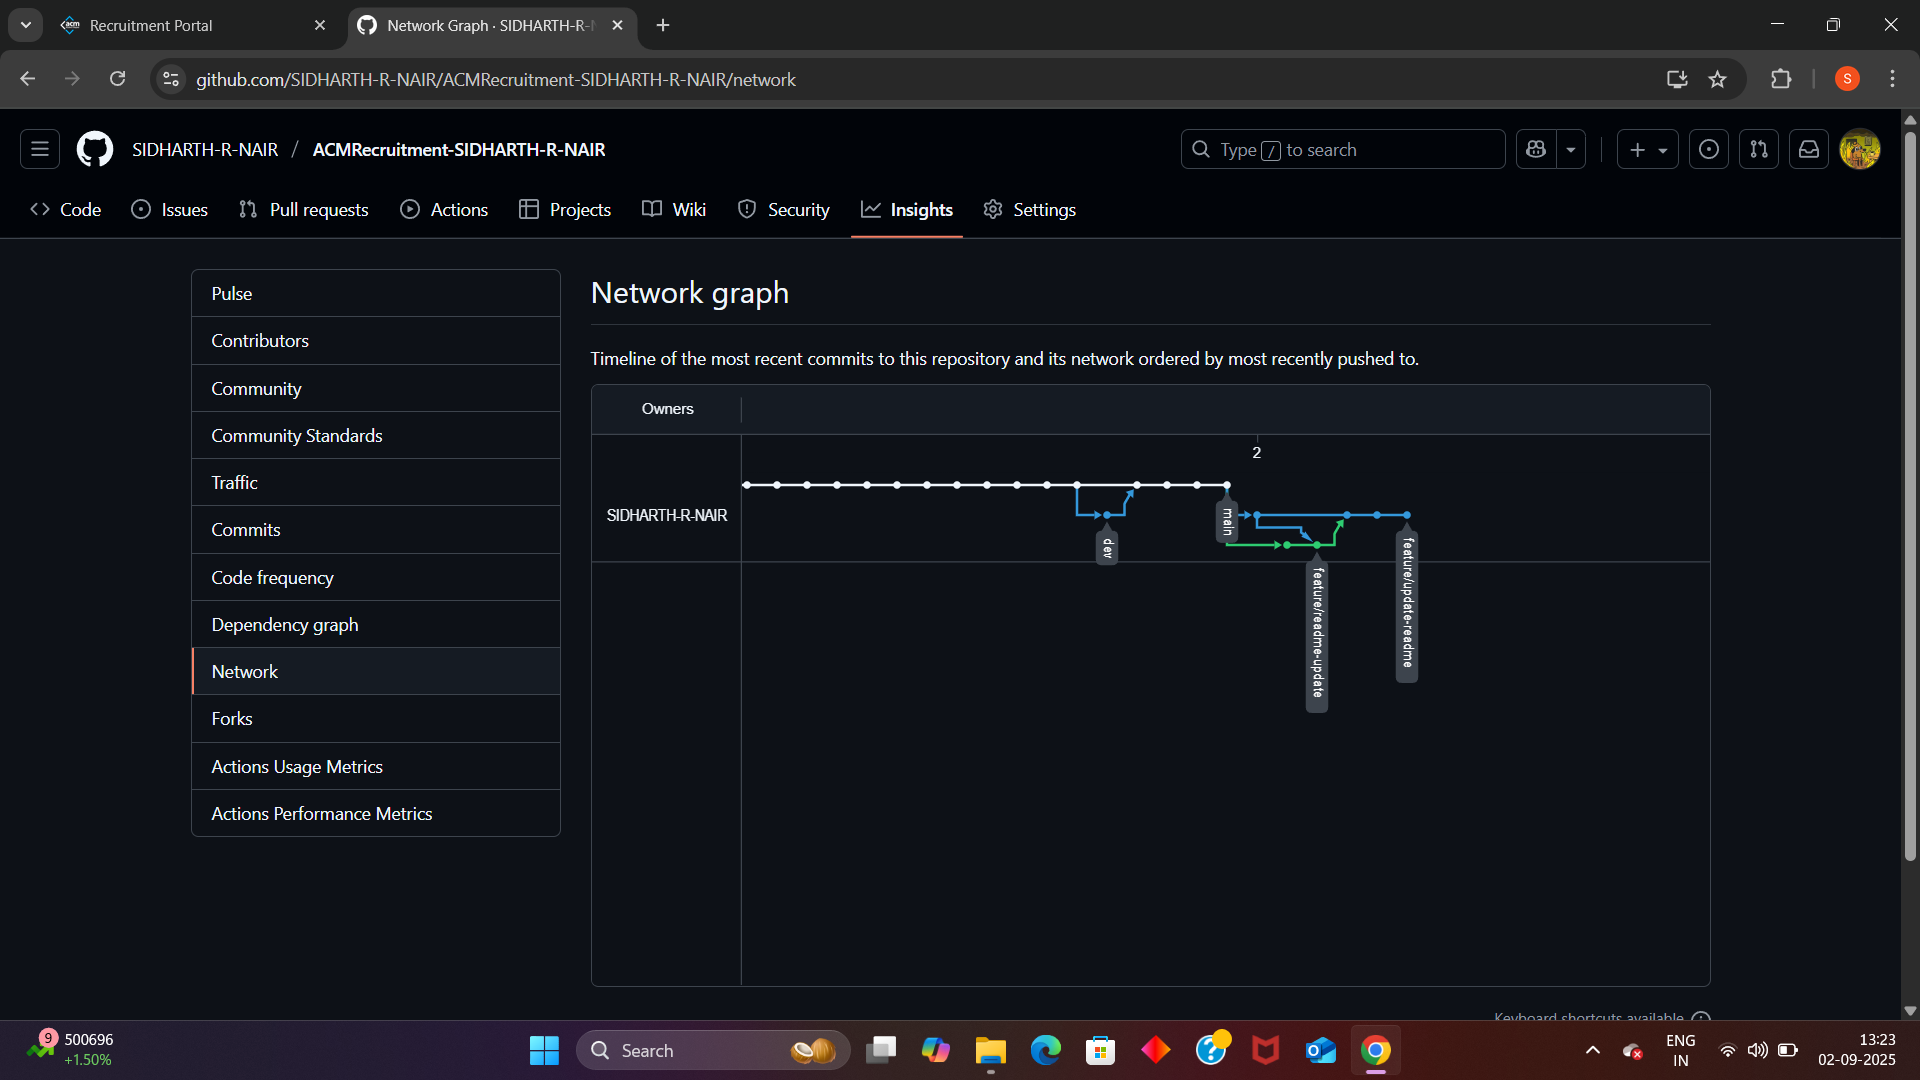 Recruitment Portal
Network Graph · SIDHARTH-R-N
github.com/SIDHARTH-R-NAIR/ACMRecruitment-SIDHARTH-R-NAIR/network
S
SIDHARTH-R-NAIR / ACMRecruitment-SIDHARTH-R-NAIR
Type / to search
Code
Issues
Pull requests
Actions
Projects
Wiki
Security
Insights
Settings
Pulse
Contributors
Community
Community Standards
Traffic
Commits
Code frequency
Dependency graph
Network
Forks
Actions Usage Metrics
Actions Performance Metrics
Network graph
Timeline of the most recent commits to this repository and its network ordered by most recently pushed to.
Owners
2
SIDHARTH-R-NAIR
dev
main
feature/readme-update
feature/update-readme
Keyboard shortcuts available
9
500696
+1.50%
Search
ENG
IN
13:23
02-09-2025